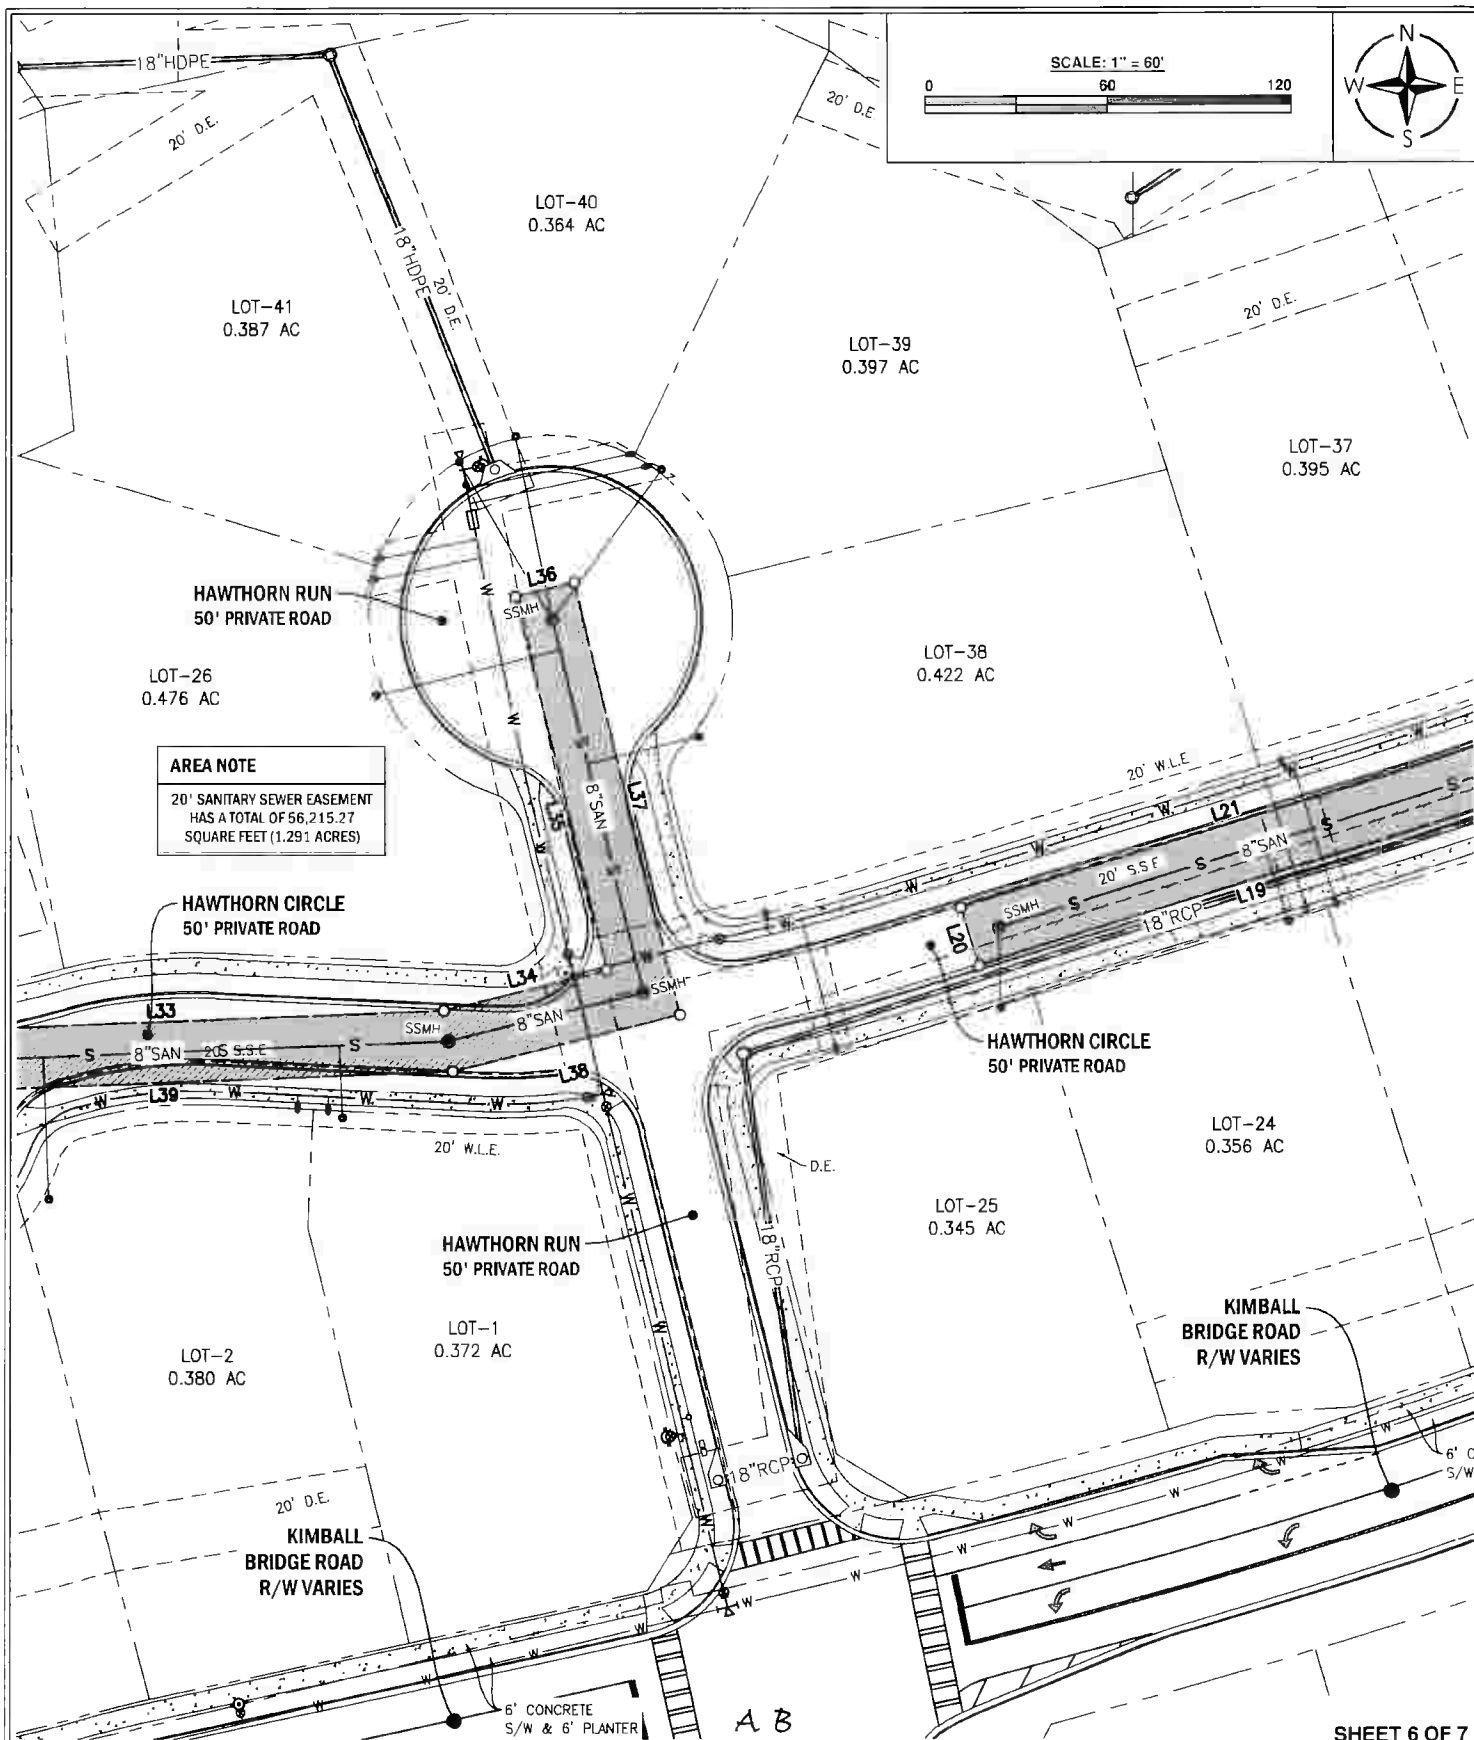 18"HDPE
SCALE: 1" = 60'
0 60 120
N
W E
S
20' D.E.
20' D.E
LOT-40
0.364 AC
18"HDPE
20' D.E.
LOT-41
0.387 AC
20' D.E.
LOT-39
0.397 AC
LOT-37
0.395 AC
L36
SSMH
HAWTHORN RUN
50' PRIVATE ROAD
W
LOT-26
0.476 AC
LOT-38
0.422 AC
W
AREA NOTE
20' SANITARY SEWER EASEMENT
HAS A TOTAL OF 56,215.27
SQUARE FEET (1.291 ACRES)
S
8"SAN
S
L35
L37
W
20' W.L.E
W
W
W
W
L21
S
S
8"SAN
20' S.S.E
S
S
SSMH
L19
18"RCP
L20
HAWTHORN CIRCLE
50' PRIVATE ROAD
L34
SSMH
L33
SSMH
8"SAN
S
8"SAN
20' S.S.E
S
HAWTHORN CIRCLE
50' PRIVATE ROAD
L38
W
L39
W
W
W
20' W.L.E.
D.E.
LOT-24
0.356 AC
LOT-25
0.345 AC
W
18"RCP
HAWTHORN RUN
50' PRIVATE ROAD
W
LOT-1
0.372 AC
LOT-2
0.380 AC
KIMBALL
BRIDGE ROAD
R/W VARIES
18"RCP
6' C
S/W
W
W
W
20' D.E.
W
KIMBALL
BRIDGE ROAD
R/W VARIES
W
W
W
W
W
W
W
6' CONCRETE
S/W & 6' PLANTER
A B
SHEET 6 OF 7